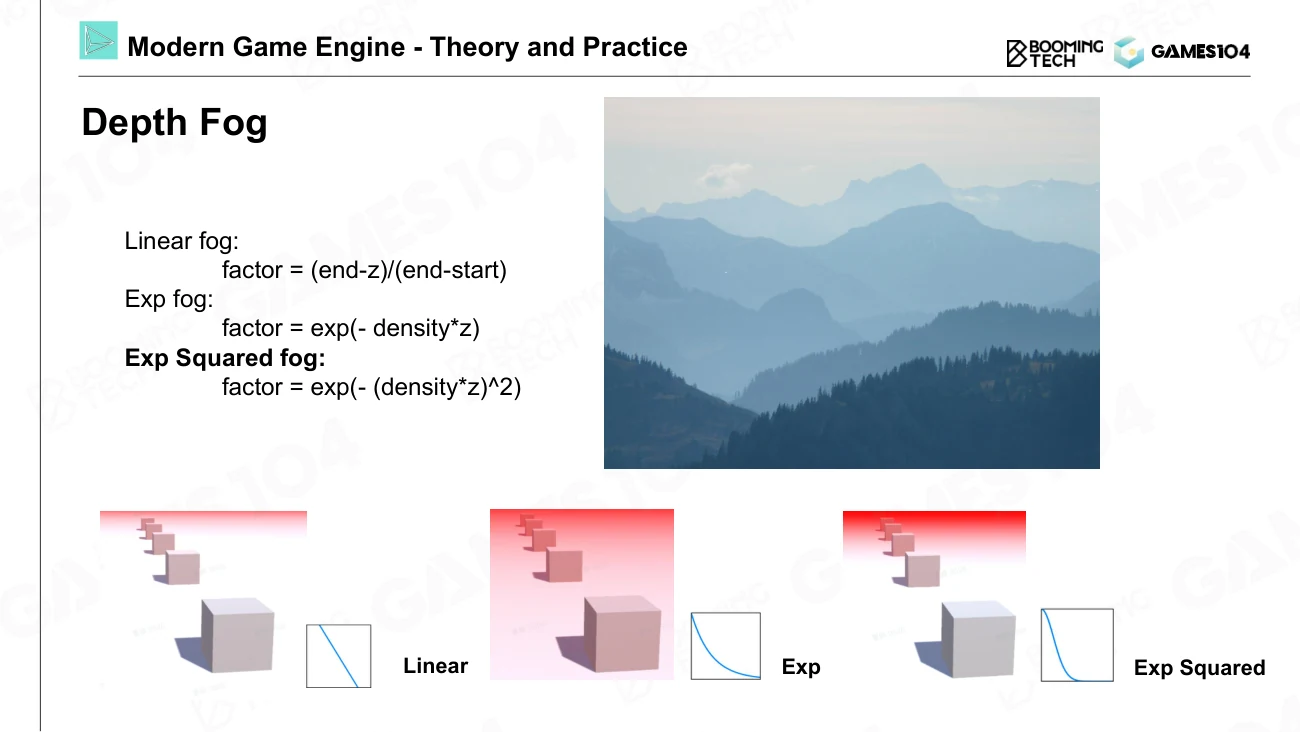 Modern Game Engine - Theory and Practice
BOOMING
TECH
GAMES104
Depth Fog
Linear fog:
factor = (end-z)/(end-start)
Exp fog:
factor = exp(- density*z)
Exp Squared fog:
factor = exp(- (density*z)^2)
Linear
Exp
Exp Squared